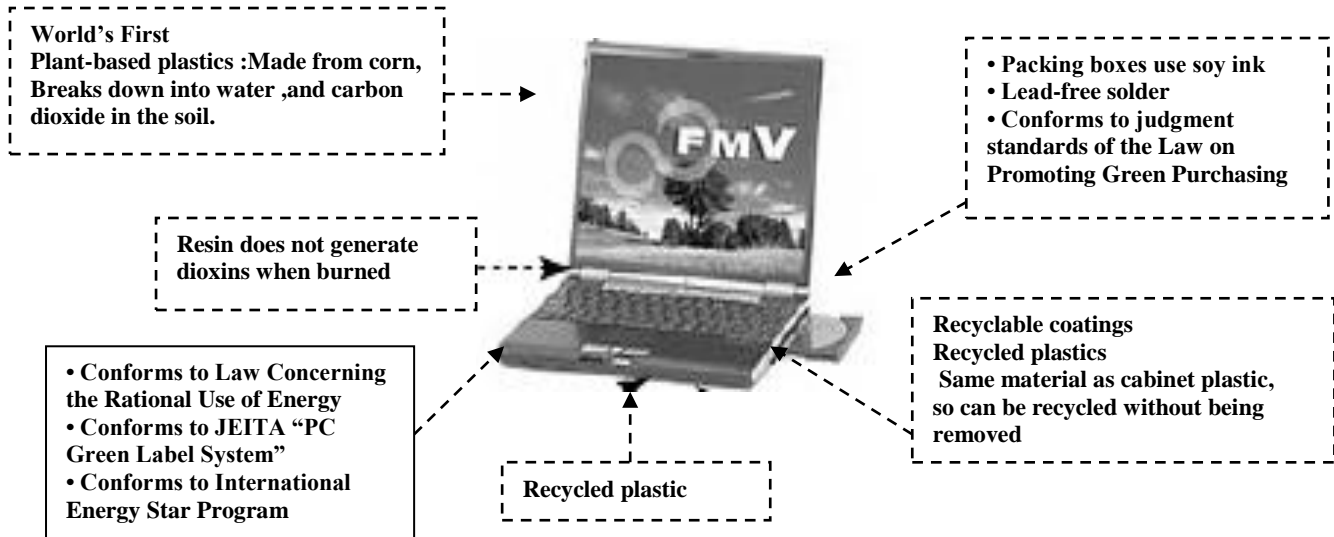 World’s First
Plant-based plastics :Made from corn,
Breaks down into water ,and carbon
dioxide in the soil.
• Packing boxes use soy ink
• Lead-free solder
• Conforms to judgment
standards of the Law on
Promoting Green Purchasing
FMV
Resin does not generate
dioxins when burned
Recyclable coatings
Recycled plastics
Same material as cabinet plastic,
so can be recycled without being
removed
• Conforms to Law Concerning
the Rational Use of Energy
• Conforms to JEITA “PC
Green Label System”
• Conforms to International
Energy Star Program
Recycled plastic